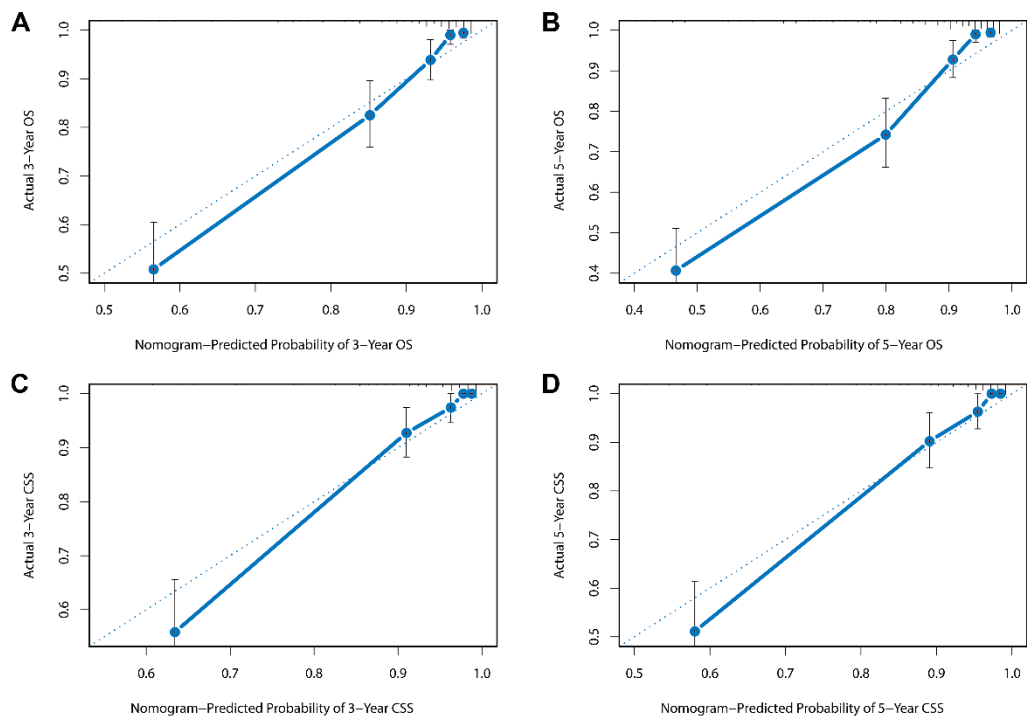 A
Actual 3−Year OS
1.0
0.9
0.8
0.7
0.6
0.5
0.5 0.6 0.7 0.8 0.9 1.0
Nomogram−Predicted Probability of 3−Year OS
B
Actual 5−Year OS
1.0
0.9
0.8
0.7
0.6
0.5
0.4
0.4 0.5 0.6 0.7 0.8 0.9 1.0
Nomogram−Predicted Probability of 5−Year OS
C
Actual 3−Year CSS
1.0
0.9
0.8
0.7
0.6
0.6 0.7 0.8 0.9 1.0
Nomogram−Predicted Probability of 3−Year CSS
D
Actual 5−Year CSS
1.0
0.9
0.8
0.7
0.6
0.5
0.5 0.6 0.7 0.8 0.9 1.0
Nomogram−Predicted Probability of 5−Year CSS